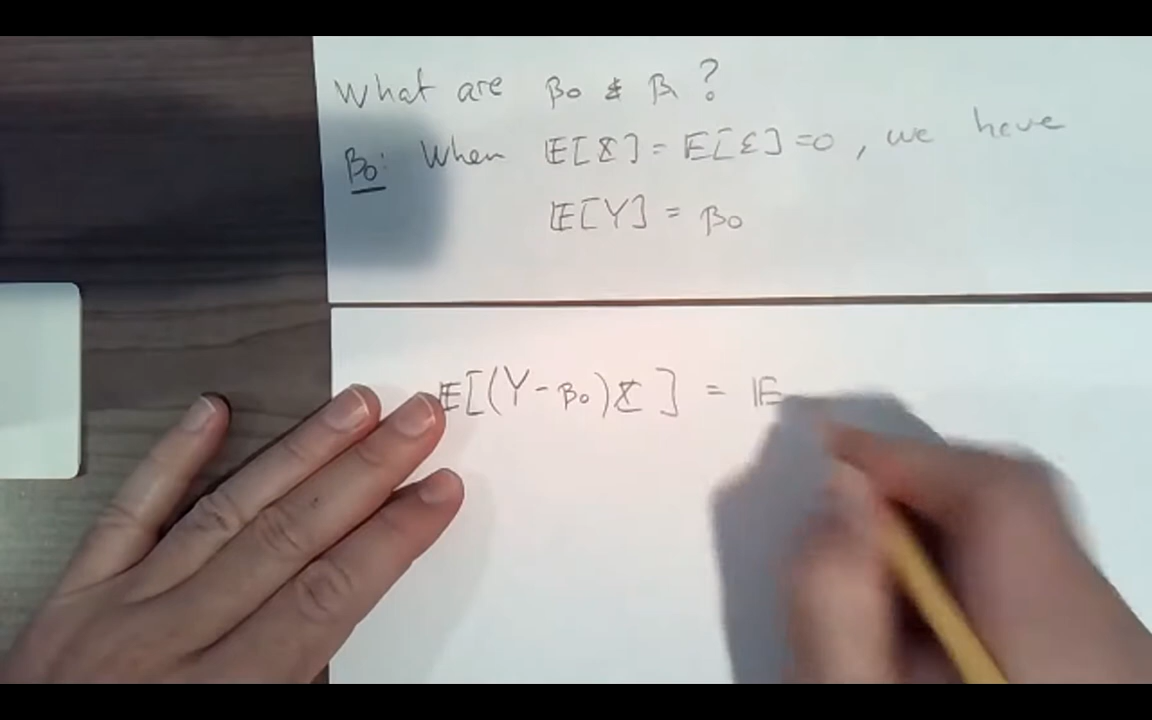 What are β0 & β1 ?
β0: When E[X] = E[ε] = 0 , we have
E[Y] = β0
E[(Y - β0)X ] = E